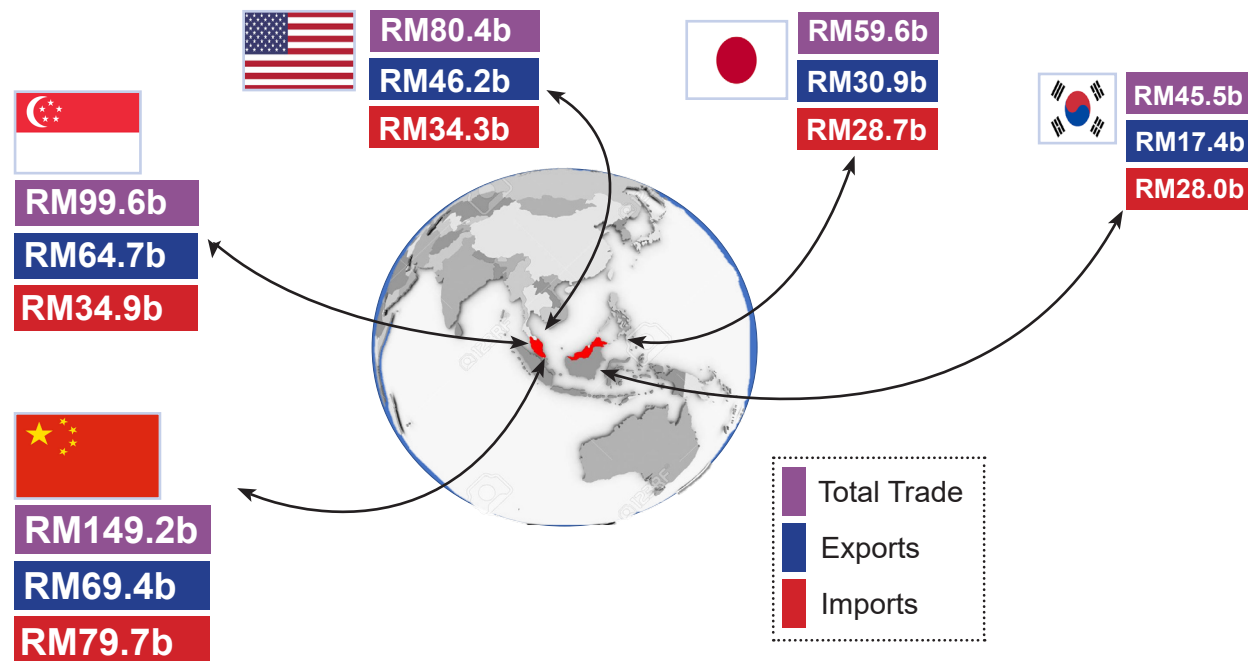 RM80.4b
RM46.2b
RM34.3b
RM59.6b
RM30.9b
RM28.7b
RM45.5b
RM17.4b
RM28.0b
RM99.6b
RM64.7b
RM34.9b
RM149.2b
RM69.4b
RM79.7b
Total Trade
Exports
Imports